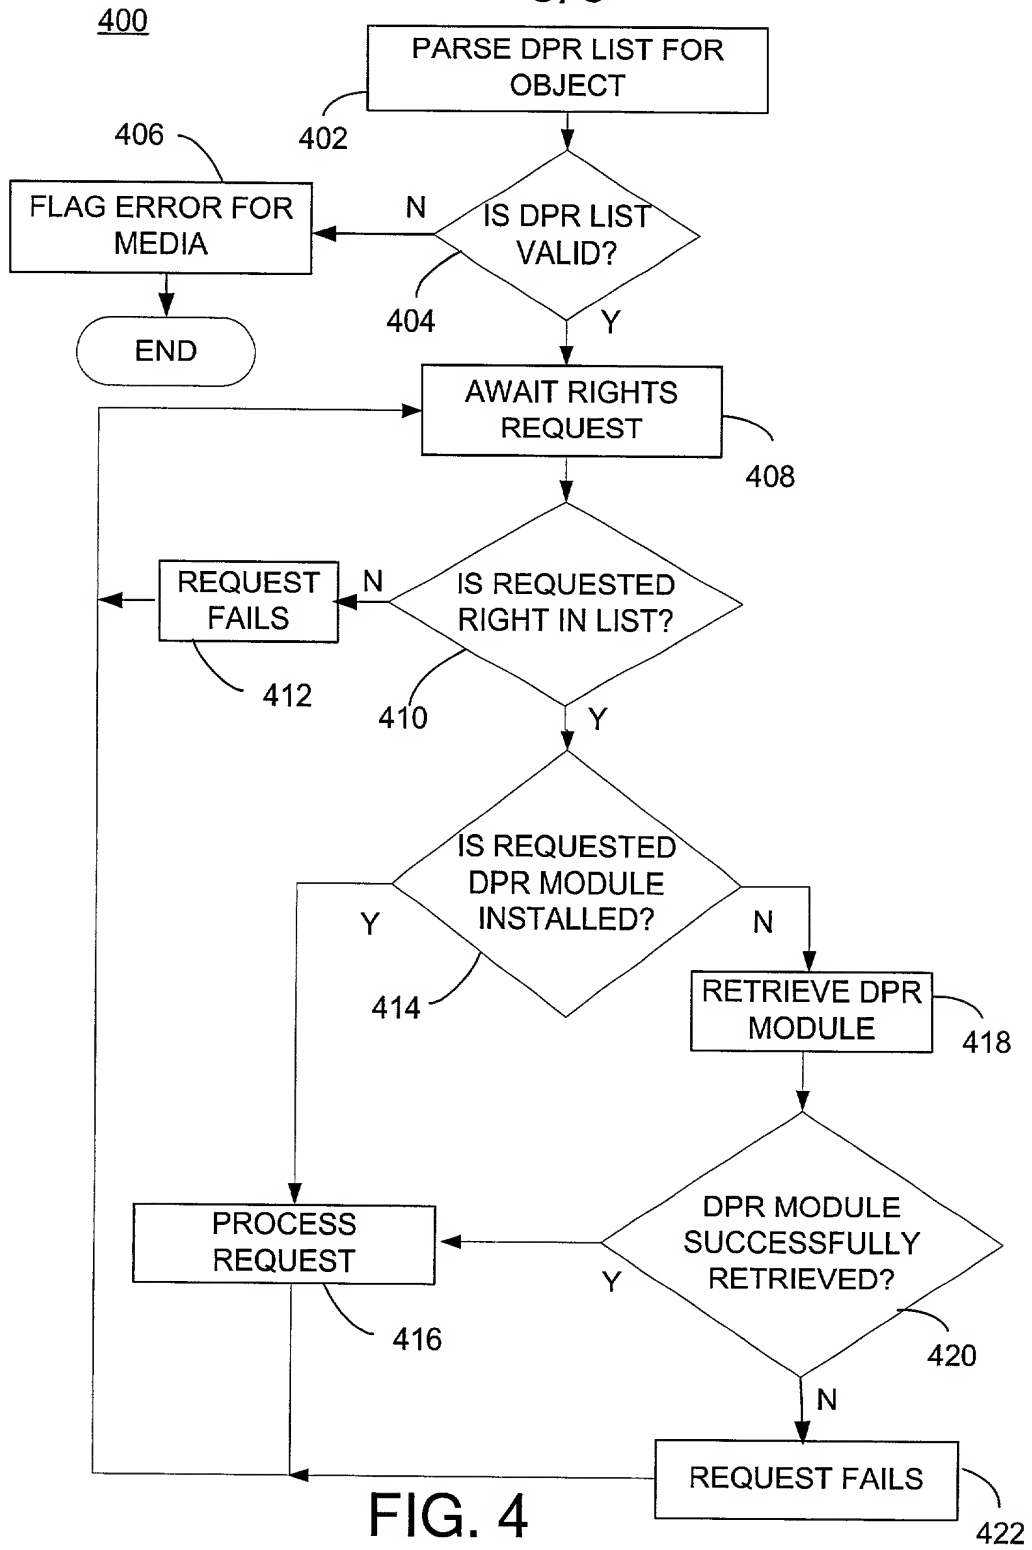 400
PARSE DPR LIST FOR
OBJECT
402
406
FLAG ERROR FOR
MEDIA
N
IS DPR LIST
VALID?
404
Y
END
AWAIT RIGHTS
REQUEST
408
REQUEST
FAILS
N
IS REQUESTED
RIGHT IN LIST?
412
410
Y
IS REQUESTED
DPR MODULE
INSTALLED?
Y
N
414
RETRIEVE DPR
MODULE
418
PROCESS
REQUEST
DPR MODULE
SUCCESSFULLY
RETRIEVED?
Y
416
420
N
REQUEST FAILS
FIG. 4
422